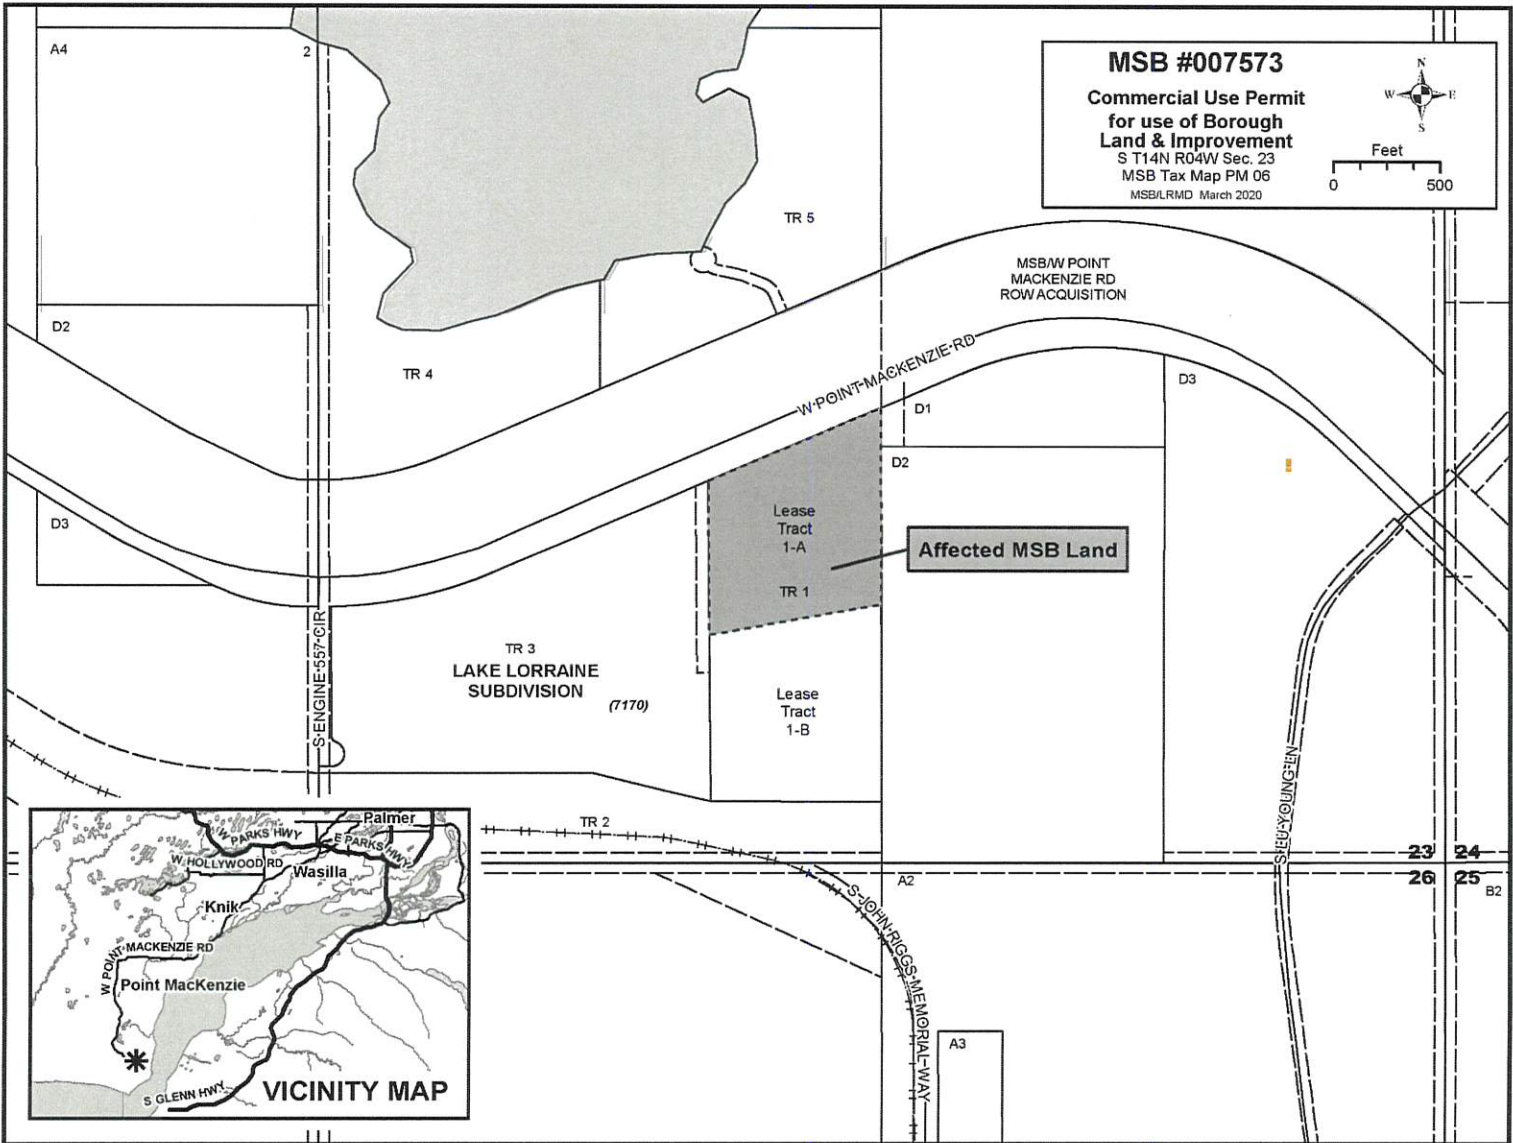 A4
2
MSB #007573
Commercial Use Permit
for use of Borough
Land & Improvement
S T14N R04W Sec. 23
MSB Tax Map PM 06
MSB/LRMD March 2020
N
W E
S
Feet
0 500
TR 5
MSB/W POINT
MACKENZIE RD
ROW ACQUISITION
D2
TR 4
W POINT MACKENZIE RD
D1
D3
D2
D3
Lease
Tract
1-A
TR 1
Affected MSB Land
S ENGINE 557 CIR
TR 3
LAKE LORRAINE
SUBDIVISION
(7170)
Lease
Tract
1-B
S LU YOUNG LN
TR 2
23 24
26 25
A2
B2
S JOHN RIGGS MEMORIAL WAY
A3
Palmer
W PARKS HWY
E PARKS HWY
W HOLLYWOOD RD
Wasilla
Knik
W POINT MACKENZIE RD
Point MacKenzie
S GLENN HWY
VICINITY MAP